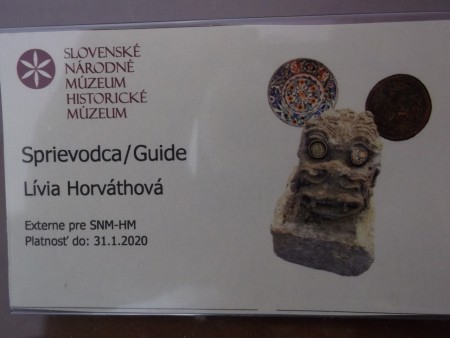 SLOVENSKÉ
NÁRODNÉ
MÚZEUM
HISTORICKÉ
MÚZEUM
Sprievodca/Guide
Lívia Horváthová
Externe pre SNM-HM
Platnosť do: 31.1.2020